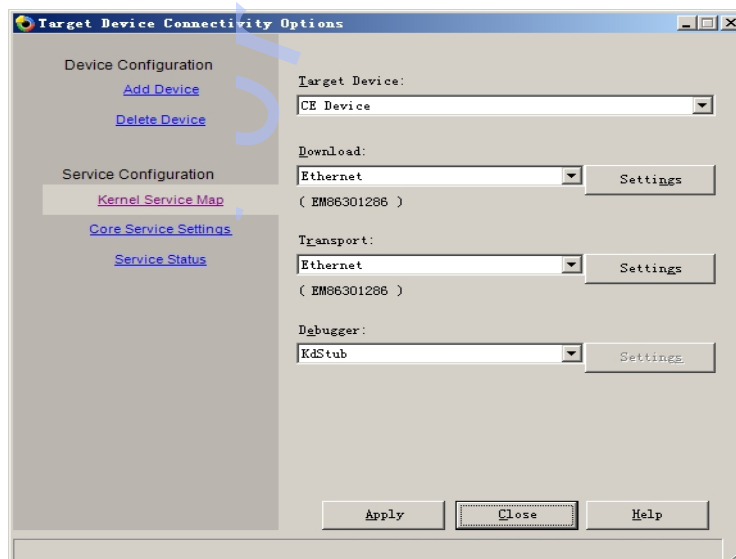 Target Device Connectivity Options
Device Configuration
Add Device
Delete Device
Service Configuration
Kernel Service Map
Core Service Settings
Service Status
Target Device:
CE Device
Download:
Ethernet
Settings
( EM86301286 )
Transport:
Ethernet
Settings
( EM86301286 )
Debugger:
KdStub
Settings
Apply
Close
Help